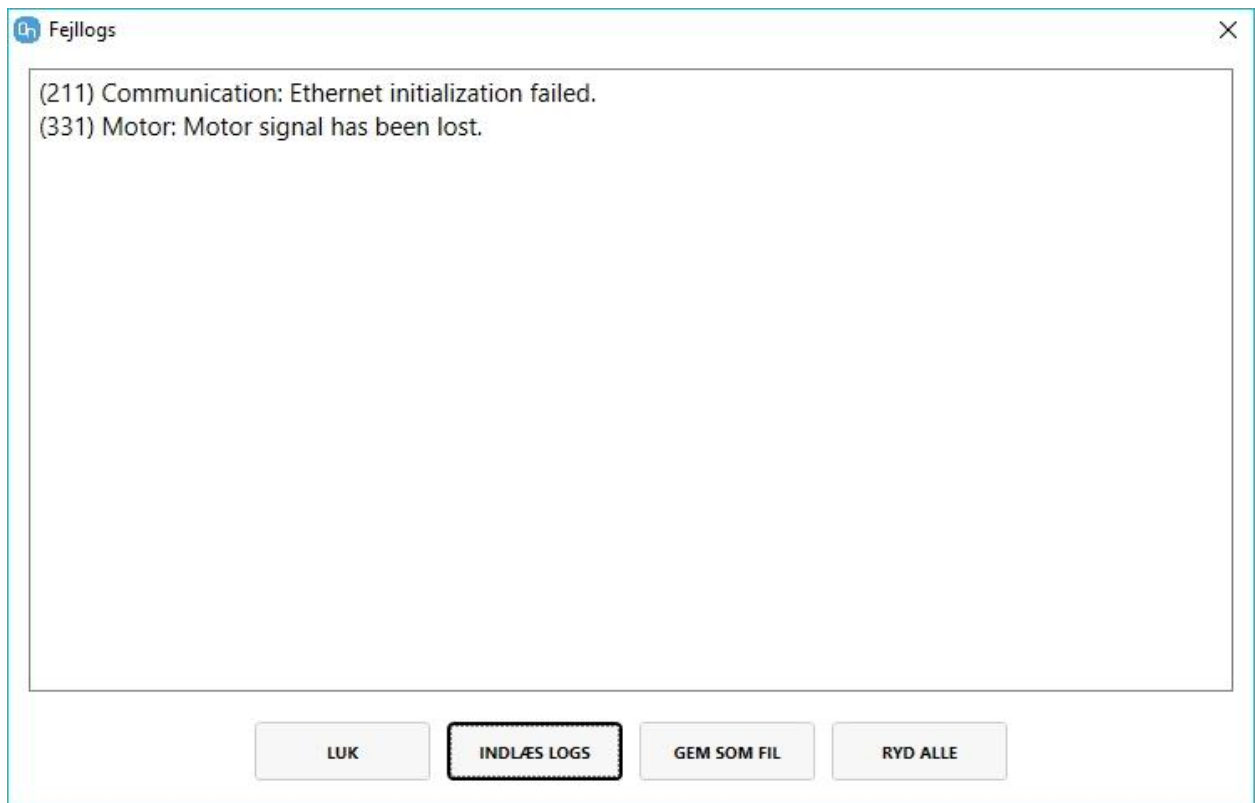 Fejllogs
(211) Communication: Ethernet initialization failed.
(331) Motor: Motor signal has been lost.
LUK INDLÆS LOGS GEM SOM FIL RYD ALLE